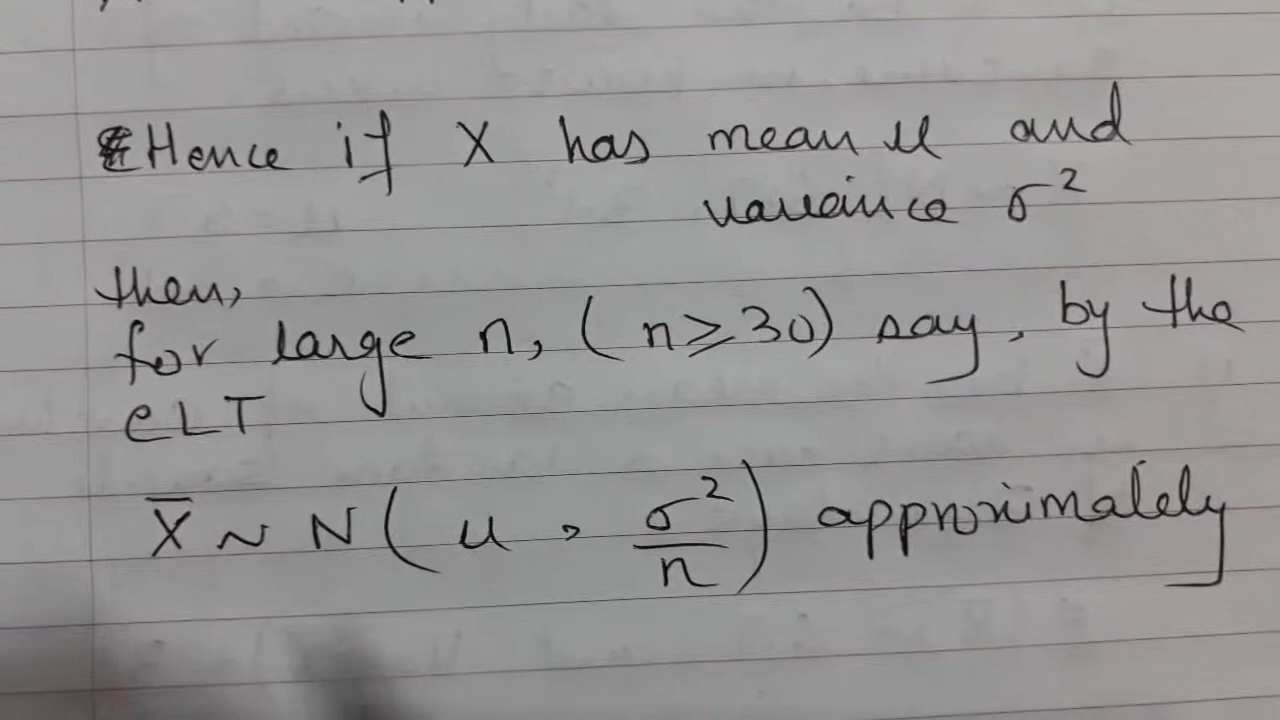 Hence if X has mean μ and
variance σ²
then,
for large n, (n ≥ 30) say, by the
CLT
X̄ ~ N(μ, σ²/n) approximately